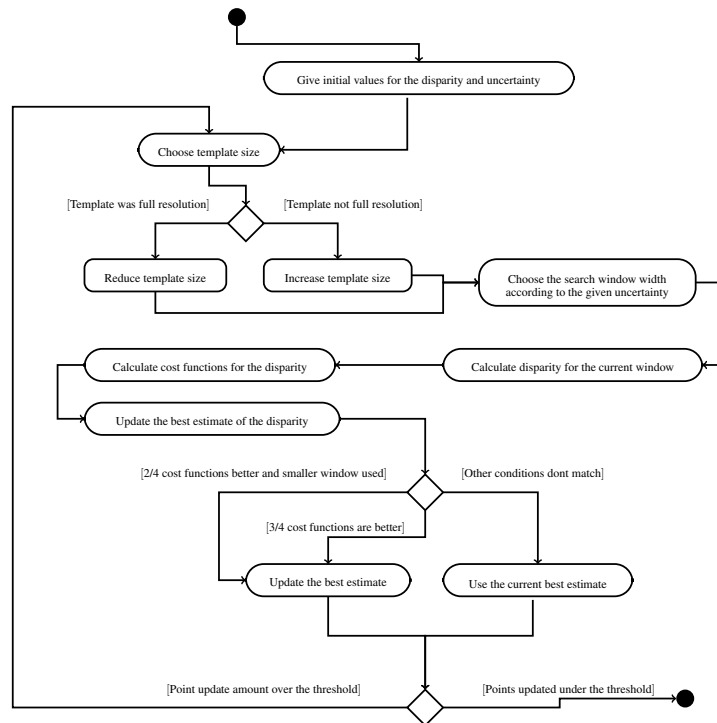 Give initial values for the disparity and uncertainty
Choose template size
[Template was full resolution]
[Template not full resolution]
Reduce template size
Increase template size
Choose the search window width
according to the given uncertainty
Calculate cost functions for the disparity
Calculate disparity for the current window
Update the best estimate of the disparity
[2/4 cost functions better and smaller window used]
[Other conditions dont match]
[3/4 cost functions are better]
Update the best estimate
Use the current best estimate
[Point update amount over the threshold]
[Points updated under the threshold]